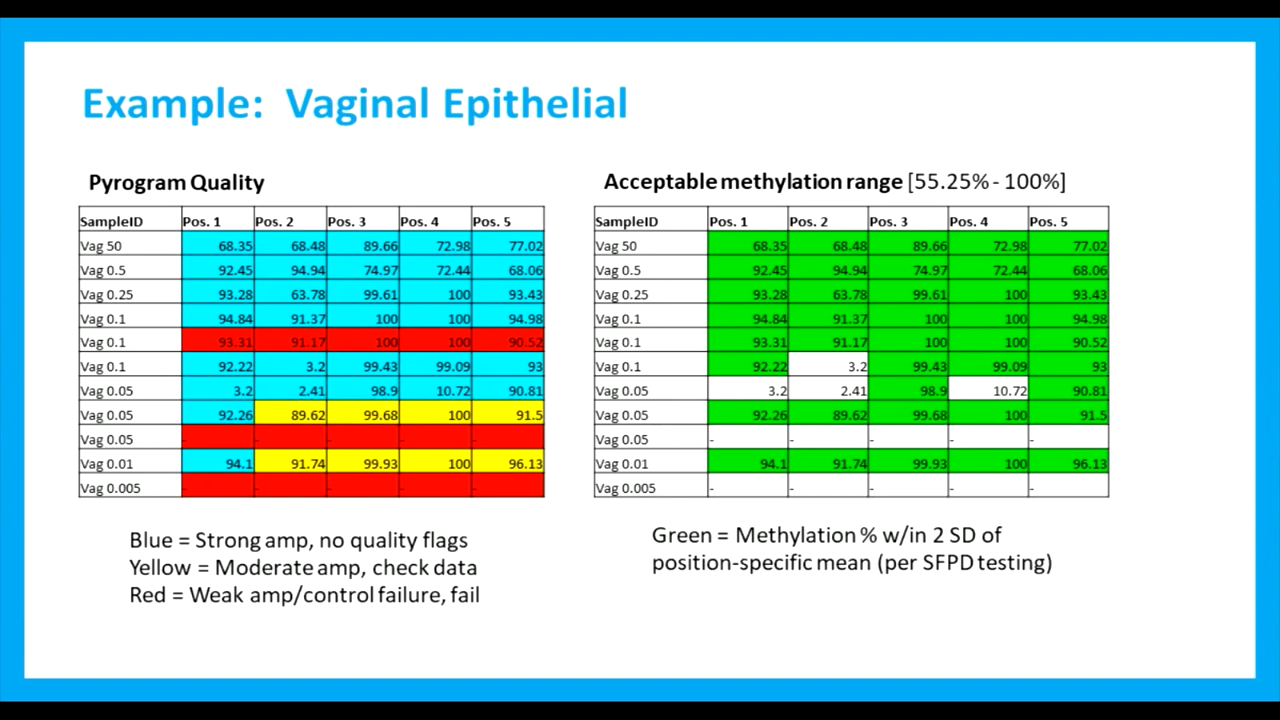 Example: Vaginal Epithelial
Pyrogram Quality
SampleID Pos. 1 Pos. 2 Pos. 3 Pos. 4 Pos. 5
Vag 50 68.35 68.48 89.66 72.98 77.02
Vag 0.5 92.45 94.94 74.97 72.44 68.06
Vag 0.25 93.28 63.78 99.61 100 93.43
Vag 0.1 94.84 91.37 100 100 94.98
Vag 0.1 93.31 91.17 100 100 90.52
Vag 0.1 92.22 3.2 99.43 99.09 93
Vag 0.05 3.2 2.41 98.9 10.72 90.81
Vag 0.05 92.26 89.62 99.68 100 91.5
Vag 0.05 - - - - -
Vag 0.01 94.1 91.74 99.93 100 96.13
Vag 0.005 - - - - -
Blue = Strong amp, no quality flags
Yellow = Moderate amp, check data
Red = Weak amp/control failure, fail
Acceptable methylation range [55.25% - 100%]
SampleID Pos. 1 Pos. 2 Pos. 3 Pos. 4 Pos. 5
Vag 50 68.35 68.48 89.66 72.98 77.02
Vag 0.5 92.45 94.94 74.97 72.44 68.06
Vag 0.25 93.28 63.78 99.61 100 93.43
Vag 0.1 94.84 91.37 100 100 94.98
Vag 0.1 93.31 91.17 100 100 90.52
Vag 0.1 92.22 3.2 99.43 99.09 93
Vag 0.05 3.2 2.41 98.9 10.72 90.81
Vag 0.05 92.26 89.62 99.68 100 91.5
Vag 0.05 - - - - -
Vag 0.01 94.1 91.74 99.93 100 96.13
Vag 0.005 - - - - -
Green = Methylation % w/in 2 SD of
position-specific mean (per SFPD testing)